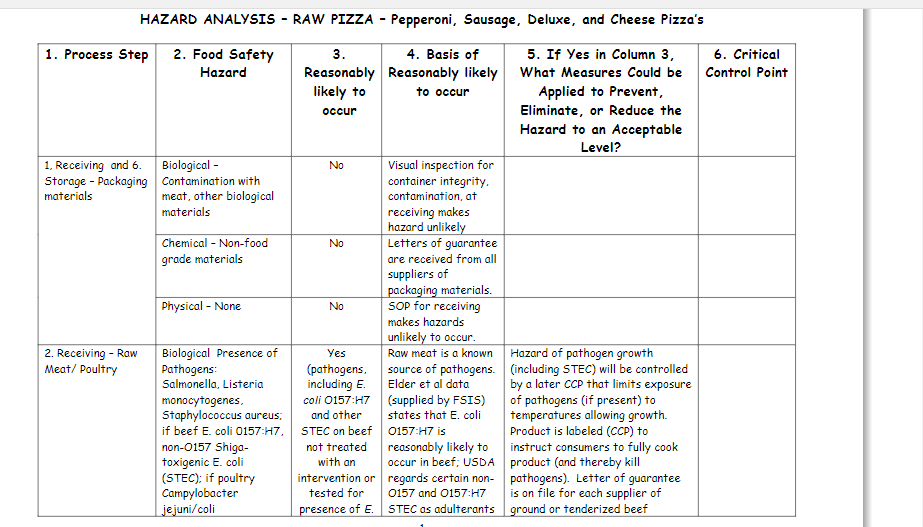 HAZARD ANALYSIS – RAW PIZZA – Pepperoni, Sausage, Deluxe, and Cheese Pizza's
1. Process Step
2. Food Safety
Hazard
3.
Reasonably
likely to
occur
4. Basis of
Reasonably likely
to occur
5. If Yes in Column 3,
What Measures Could be
Applied to Prevent,
Eliminate, or Reduce the
Hazard to an Acceptable
Level?
6. Critical
Control Point
1. Receiving and 6.
Storage – Packaging
materials
Biological –
Contamination with
meat, other biological
materials
No
Visual inspection for
container integrity,
contamination, at
receiving makes
hazard unlikely
Chemical – Non-food
grade materials
No
Letters of guarantee
are received from all
suppliers of
packaging materials.
Physical – None
No
SOP for receiving
makes hazards
unlikely to occur.
2. Receiving – Raw
Meat/ Poultry
Biological Presence of
Pathogens:
Salmonella, Listeria
monocytogenes,
Staphylococcus aureus;
if beef E. coli O157:H7,
non-O157 Shiga-
toxigenic E. coli
(STEC); if poultry
Campylobacter
jejuni/coli
Yes
(pathogens,
including E.
coli O157:H7
and other
STEC on beef
not treated
with an
intervention or
tested for
presence of E.
Raw meat is a known
source of pathogens.
Elder et al data
(supplied by FSIS)
states that E. coli
O157:H7 is
reasonably likely to
occur in beef; USDA
regards certain non-
O157 and O157:H7
STEC as adulterants
Hazard of pathogen growth
(including STEC) will be controlled
by a later CCP that limits exposure
of pathogens (if present) to
temperatures allowing growth.
Product is labeled (CCP) to
instruct consumers to fully cook
product (and thereby kill
pathogens). Letter of guarantee
is on file for each supplier of
ground or tenderized beef